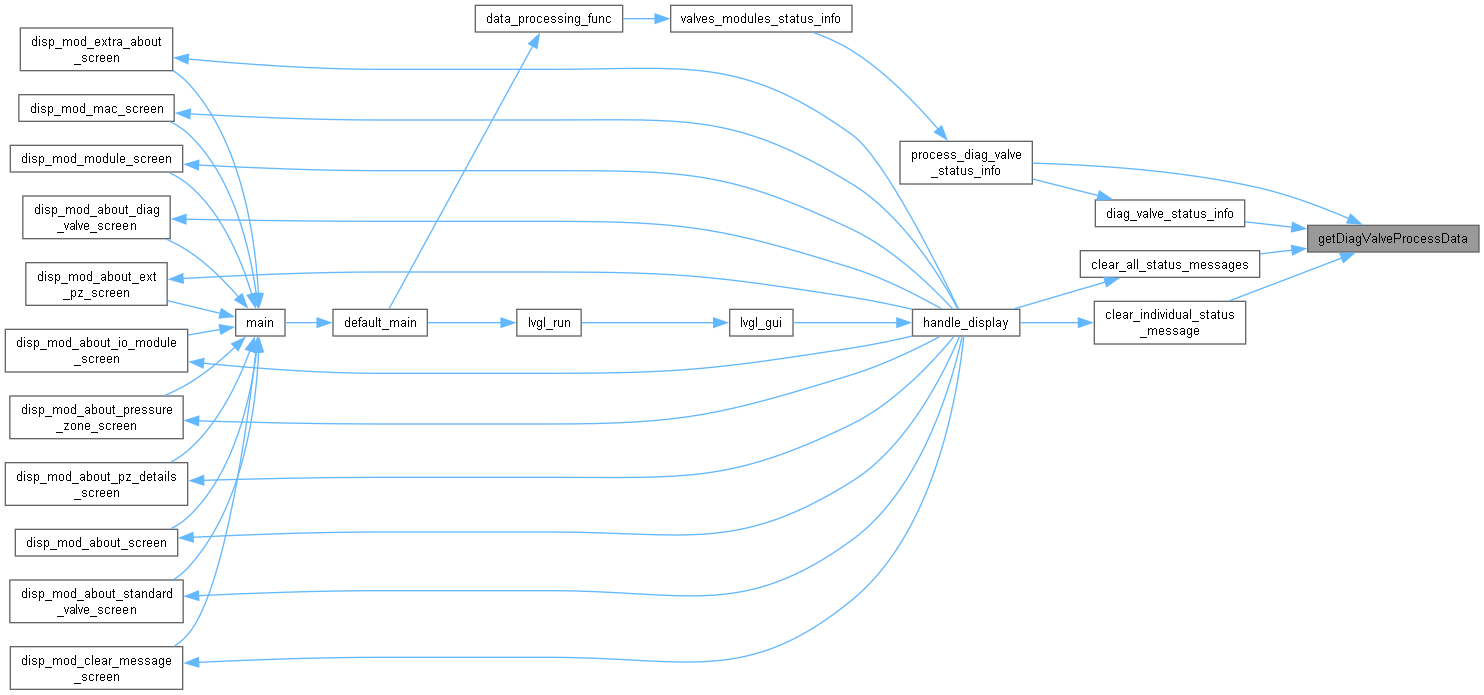 data_processing_func
valves_modules_status_info
disp_mod_extra_about
_screen
disp_mod_mac_screen
disp_mod_module_screen
process_diag_valve
_status_info
disp_mod_about_diag
_valve_screen
diag_valve_status_info
getDiagValveProcessData
clear_all_status_messages
disp_mod_about_ext
_pz_screen
main
default_main
lvgl_run
lvgl_gui
handle_display
clear_individual_status
_message
disp_mod_about_io_module
_screen
disp_mod_about_pressure
_zone_screen
disp_mod_about_pz_details
_screen
disp_mod_about_screen
disp_mod_about_standard
_valve_screen
disp_mod_clear_message
_screen